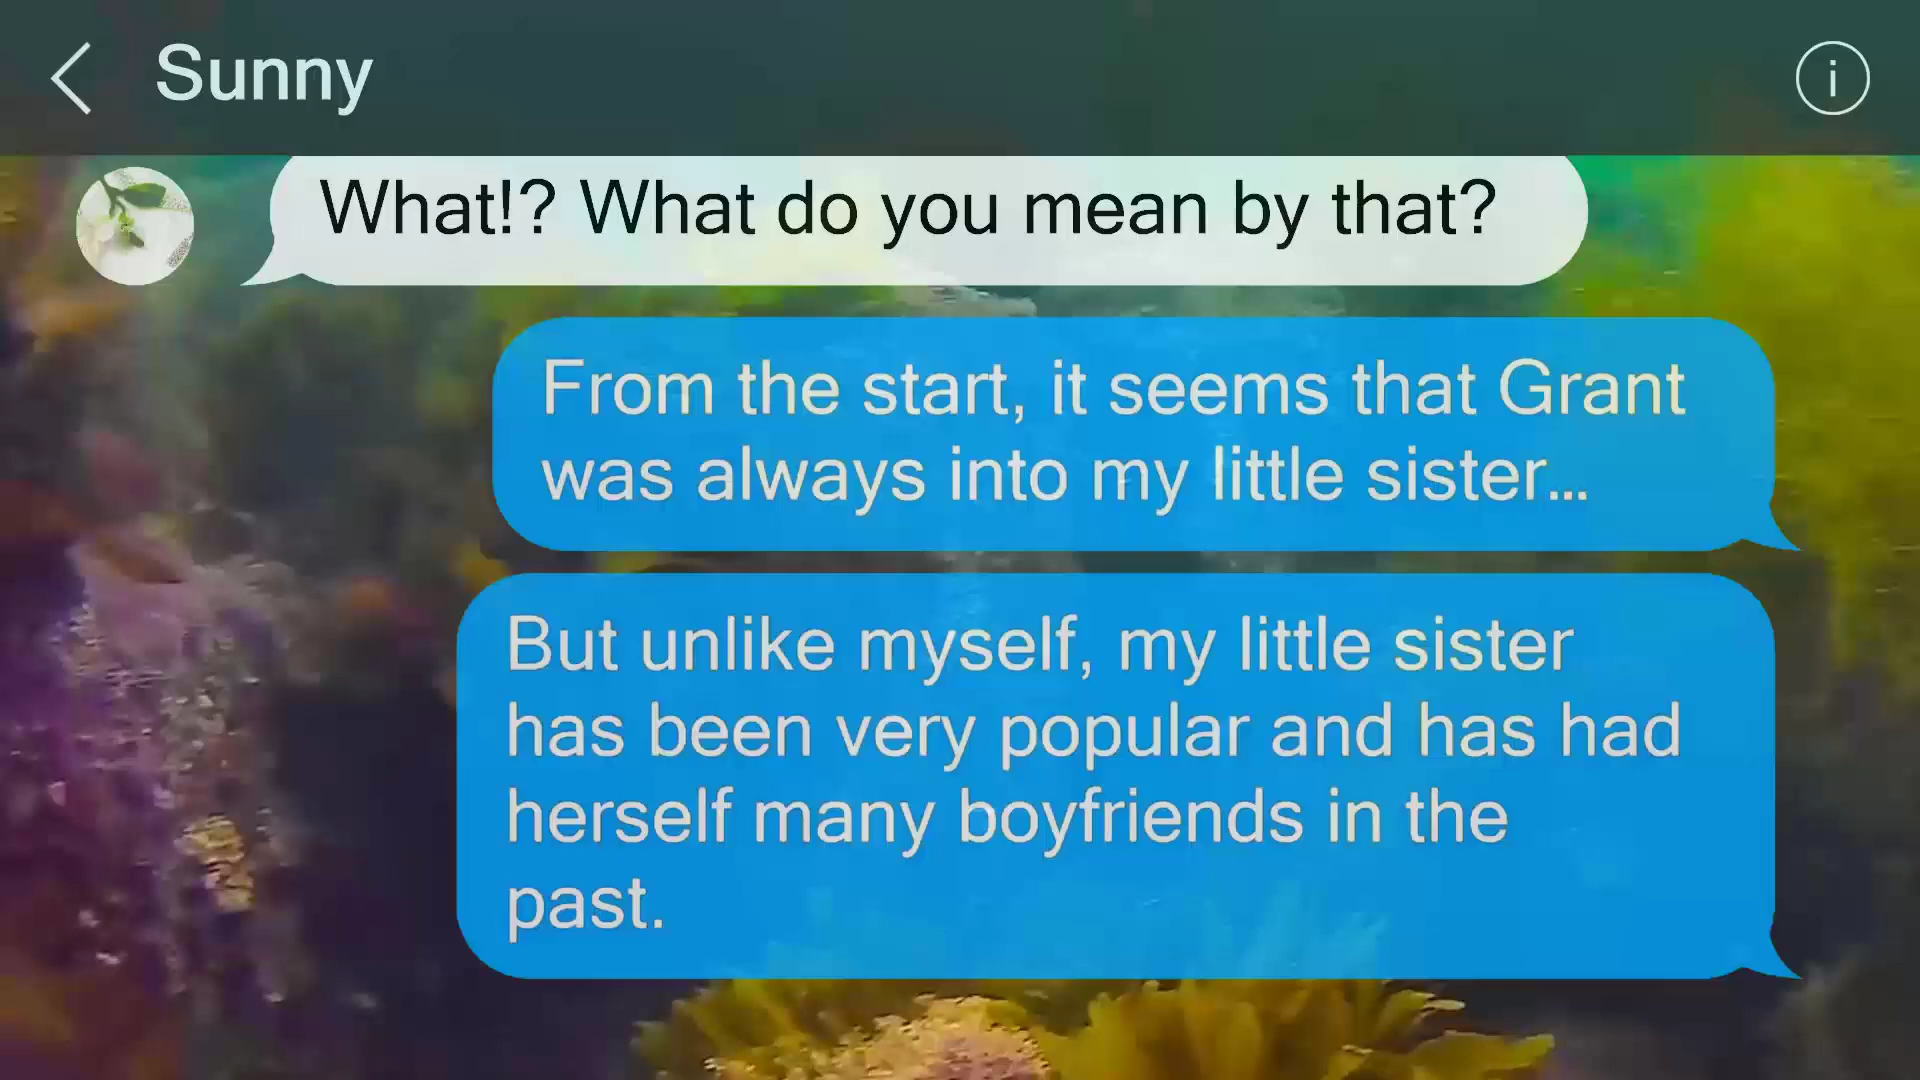 Sunny
What!? What do you mean by that?
From the start, it seems that Grant
was always into my little sister...
But unlike myself, my little sister
has been very popular and has had
herself many boyfriends in the
past.